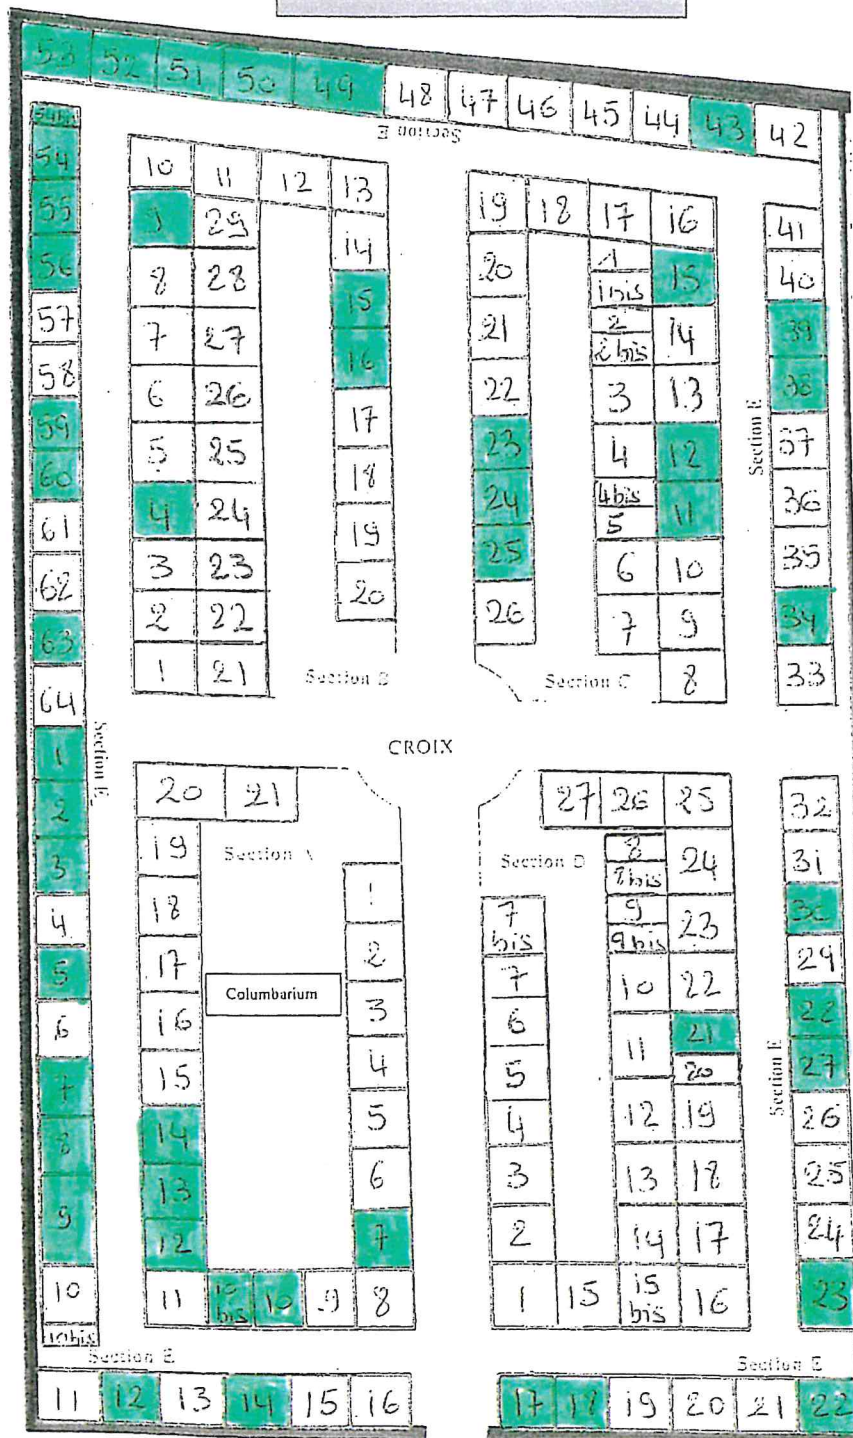 53 52 51 50 49 48 47 46 45 44 43 42
Section E
54bis
54
55
56
57
58
59
60
61
62
63
64
1
2
3
4
5
6
7
8
9
10
10bis
Section E
10 11 12 13
9 29 14
8 28 15
7 27 16
6 26 17
5 25 18
4 24 19
3 23 20
2 22
1 21
Section B
19 18 17 16
20 1 15
1bis
21 2 14
2bis
22 3 13
23 4 12
24 4bis 11
5
25 6 10
26 7 9
8
Section C
41
40
39
38
37
36
35
34
33
Section E
CROIX
20 21
19
Section A
18 1
17 2
Columbarium
16 3
15 4
14 5
13 6
12 7
11 10bis 10 9 8
27 26 25
Section D
8 24
8bis
7bis 9 23
9bis
7 10 22
6 11 21
5 20
4 12 19
3 13 18
2 14 17
1 15 15bis 16
32
31
30
29
22
27
26
25
24
23
Section E
Section E
11 12 13 14 15 16
Section E
17 18 19 20 21 22